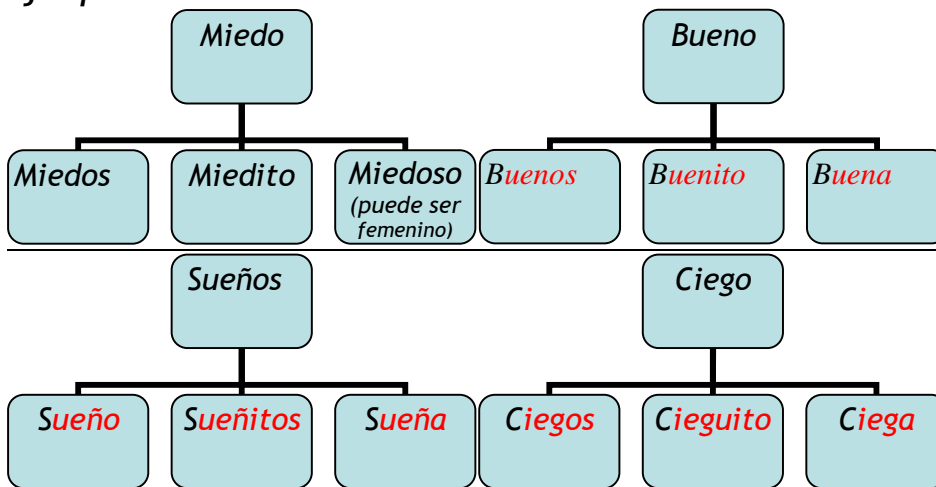 Miedo
Bueno
Miedos
Miedito
Miedoso
(puede ser
femenino)
Buenos
Buenito
Buena
Sueños
Ciego
Sueño
Sueñitos
Sueña
Ciegos
Cieguito
Ciega